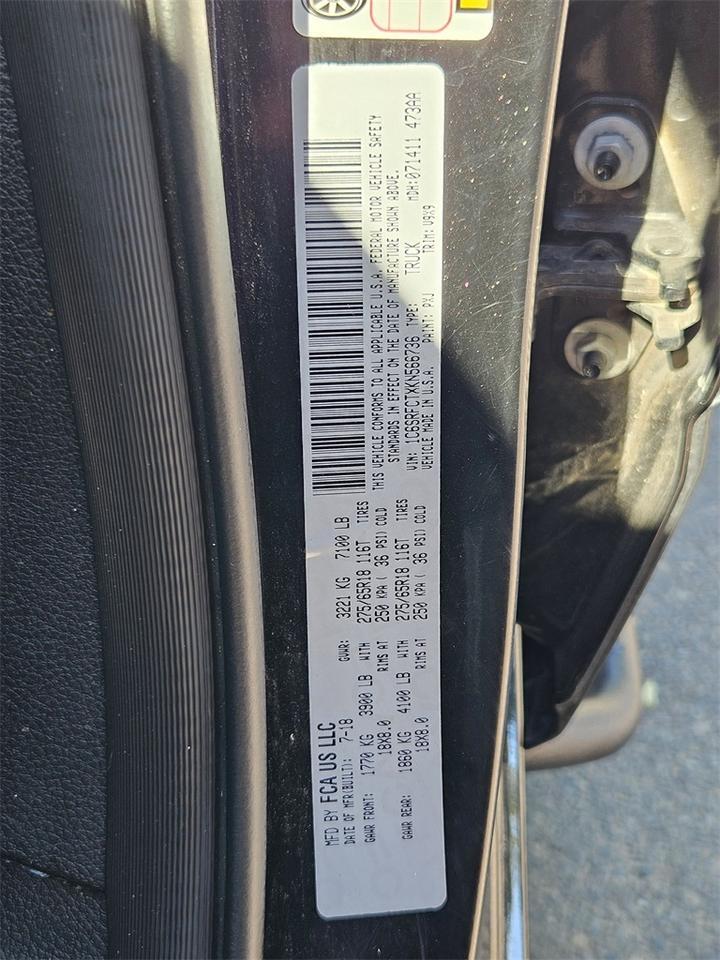 MFD BY FCA US LLC
DATE OF MFR(BUILT): 7-18
GVWR: 3221 KG 7100 LB
GAWR FRONT: 1770 KG 3900 LB WITH 275/65R18 116T TIRES
18X8.0 RIMS AT 250 KPA ( 36 PSI) COLD
GAWR REAR: 1860 KG 4100 LB WITH 275/65R18 116T TIRES
18X8.0 RIMS AT 250 KPA ( 36 PSI) COLD
THIS VEHICLE CONFORMS TO ALL APPLICABLE U.S.A. FEDERAL MOTOR VEHICLE SAFETY
STANDARDS IN EFFECT ON THE DATE OF MANUFACTURE SHOWN ABOVE.
VIN: 1C6SRFCTXKN566736 TYPE: TRUCK MDH:071411 473AA
VEHICLE MADE IN U.S.A. PAINT: PXJ TRIM: V9X9